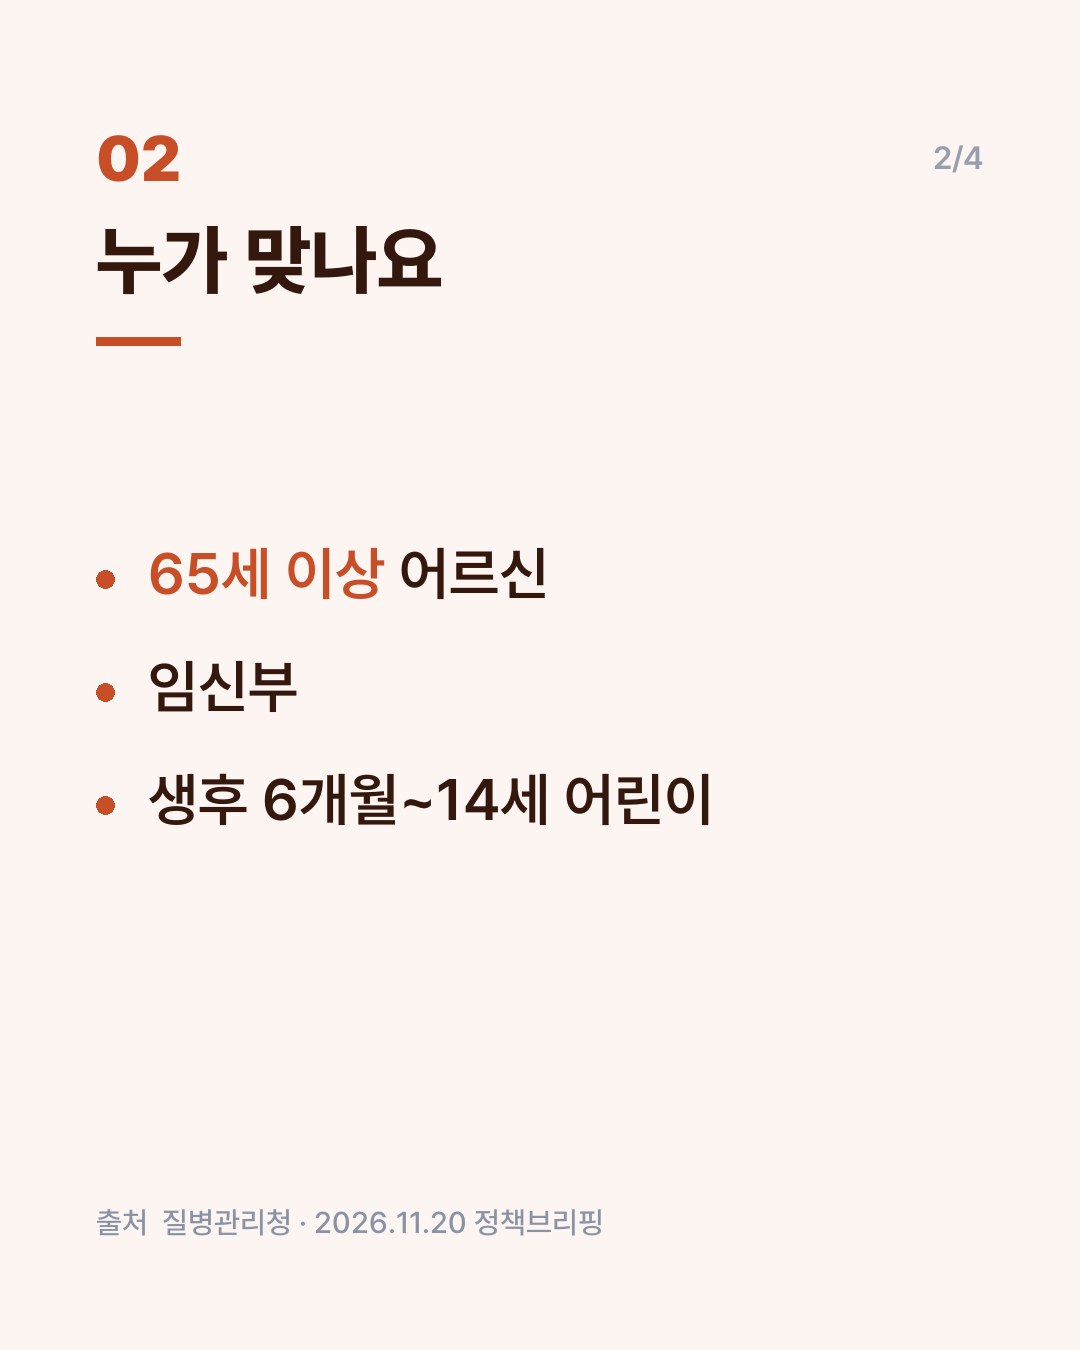 02
2/4
누가 맞나요
65세 이상 어르신
임신부
생후 6개월~14세 어린이
출처 질병관리청 · 2026.11.20 정책브리핑